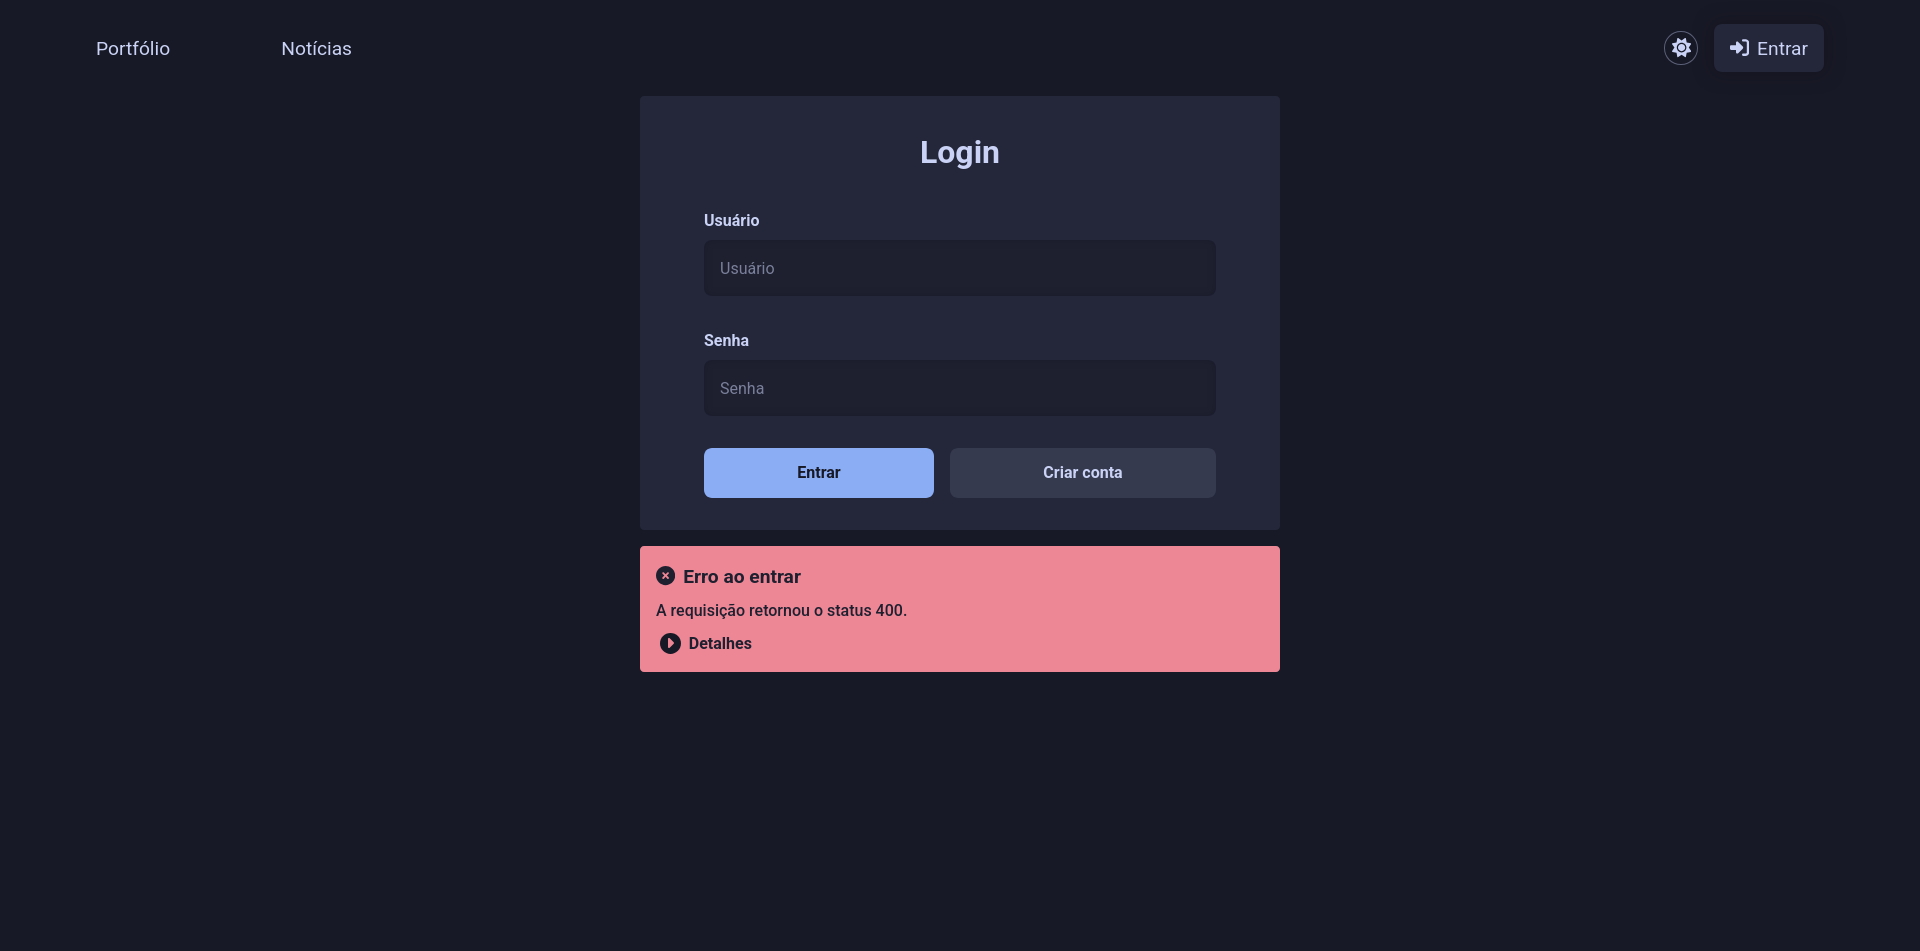 Portfólio
Notícias
Entrar
Login
Usuário
Usuário
Senha
Senha
Entrar
Criar conta
Erro ao entrar
A requisição retornou o status 400.
Detalhes